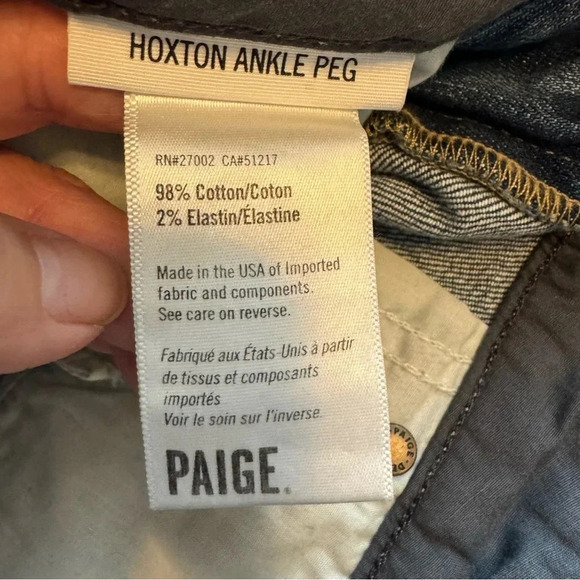 HOXTON ANKLE PEG
RN#27002 CA#51217
98% Cotton/Coton
2% Elastin/Élastine
Made in the USA of Imported
fabric and components.
See care on reverse.
Fabriqué aux États-Unis à partir
de tissus et composants
importés
Voir le soin sur l'inverse.
PAIGE.
PAIGE